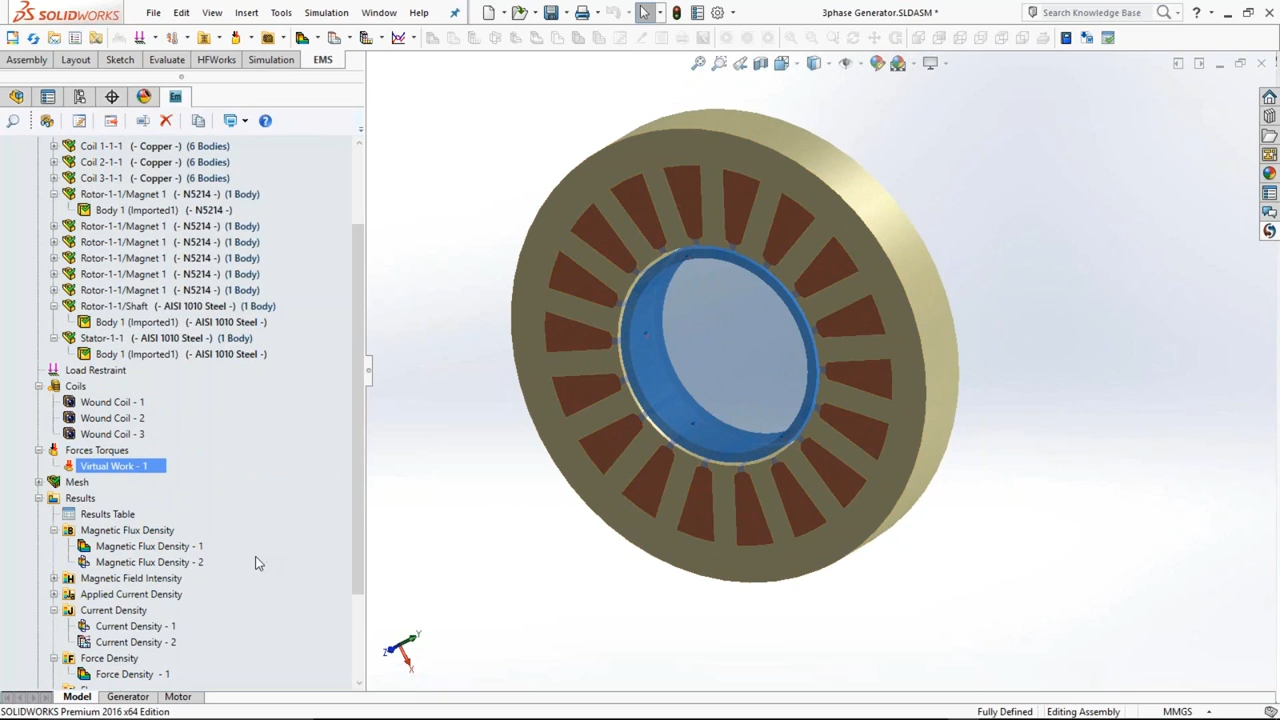 SOLIDWORKS File Edit View Insert Tools Simulation Window Help 3phase Generator.SLDASM * Search Knowledge Base ?
Assembly Layout Sketch Evaluate HFWorks Simulation EMS
Coil 1-1-1 (- Copper -) (6 Bodies)
Coil 2-1-1 (- Copper -) (6 Bodies)
Coil 3-1-1 (- Copper -) (6 Bodies)
Rotor-1-1/Magnet 1 (- N5214 -) (1 Body)
Body 1 (Imported1) (- N5214 -)
Rotor-1-1/Magnet 1 (- N5214 -) (1 Body)
Rotor-1-1/Magnet 1 (- N5214 -) (1 Body)
Rotor-1-1/Magnet 1 (- N5214 -) (1 Body)
Rotor-1-1/Magnet 1 (- N5214 -) (1 Body)
Rotor-1-1/Magnet 1 (- N5214 -) (1 Body)
Rotor-1-1/Shaft (- AISI 1010 Steel -) (1 Body)
Body 1 (Imported1) (- AISI 1010 Steel -)
Stator-1-1 (- AISI 1010 Steel -) (1 Body)
Body 1 (Imported1) (- AISI 1010 Steel -)
Load Restraint
Coils
Wound Coil - 1
Wound Coil - 2
Wound Coil - 3
Forces Torques
Virtual Work - 1
Mesh
Results
Results Table
Magnetic Flux Density
Magnetic Flux Density - 1
Magnetic Flux Density - 2
Magnetic Field Intensity
Applied Current Density
Current Density
Current Density - 1
Current Density - 2
Force Density
Force Density - 1
Y
Z
X
Model Generator Motor
SOLIDWORKS Premium 2016 x64 Edition Fully Defined Editing Assembly MMGS